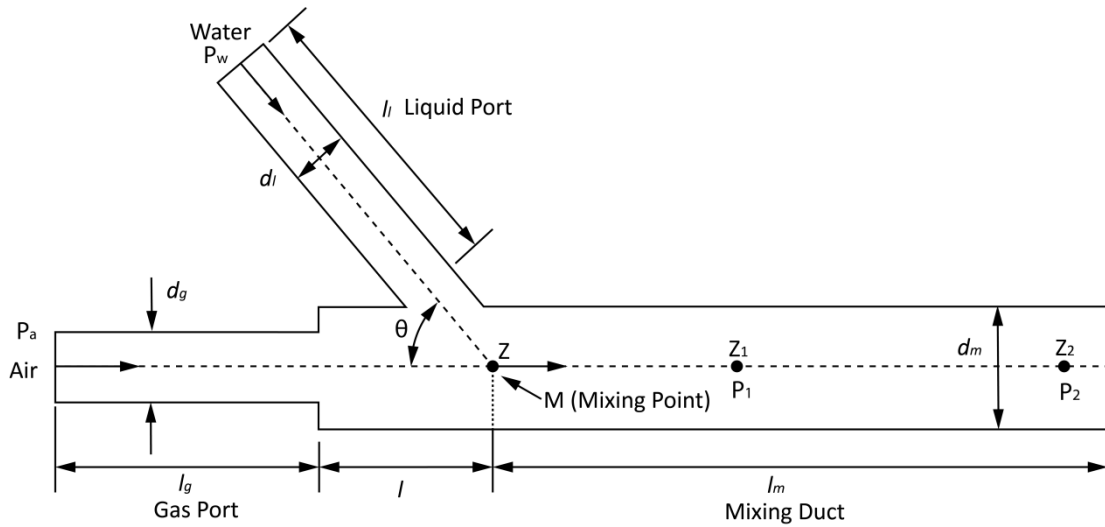 Water
Pw
ll Liquid Port
dl
dg
θ
Pa
Air
Z
M (Mixing Point)
Z1
P1
dm
Z2
P2
lg
Gas Port
l
lm
Mixing Duct